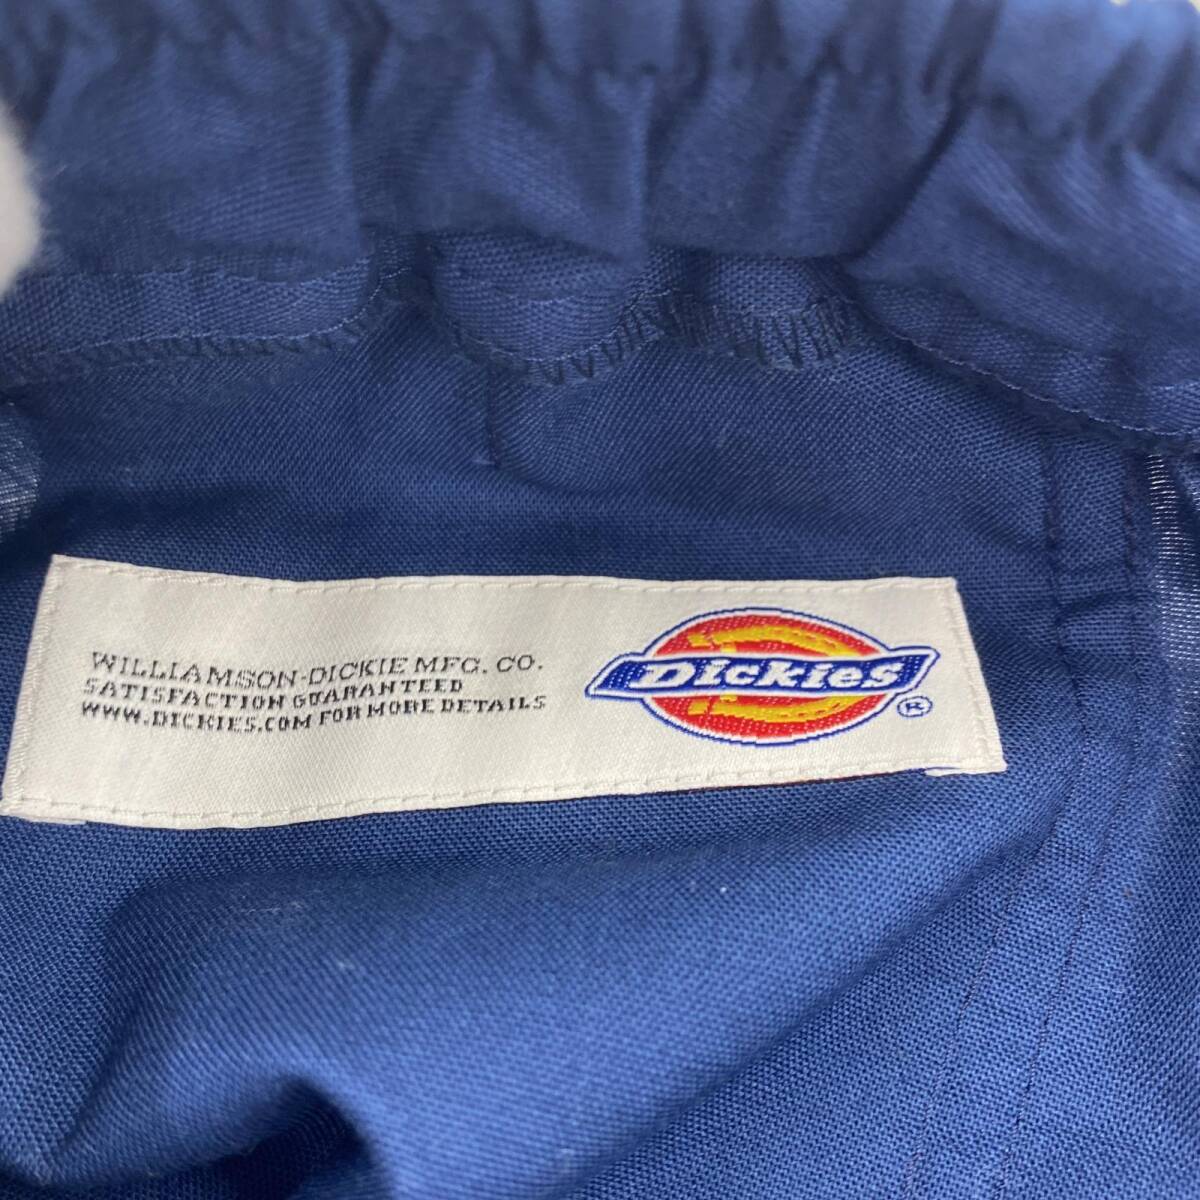 WILLIAMSON-DICKIE MFG. CO.
SATISFACTION GUARANTEED
WWW.DICKIES.COM FOR MORE DETAILS
Dickies
®